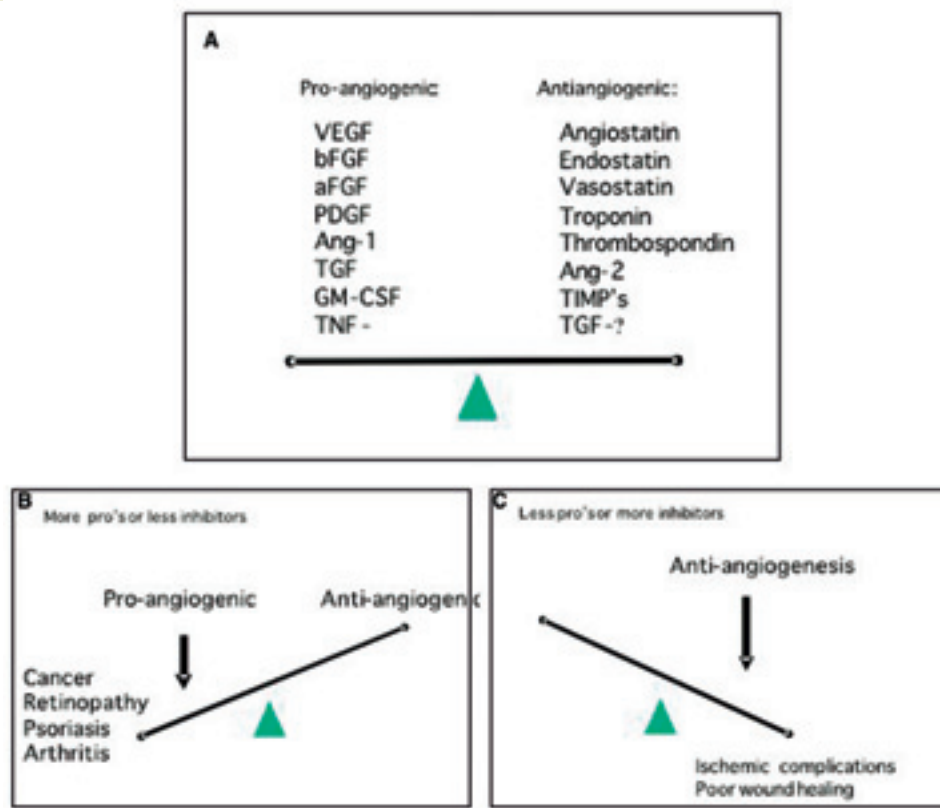 A
Pro-angiogenic
VEGF
bFGF
aFGF
PDGF
Ang-1
TGF
GM-CSF
TNF -
Antiangiogenic:
Angiostatin
Endostatin
Vasostatin
Troponin
Thrombospondin
Ang-2
TIMP's
TGF-?
B
More pro's or less inhibitors
Pro-angiogenic
Anti-angiogenic
Cancer
Retinopathy
Psoriasis
Arthritis
C
Less pro's or more inhibitors
Anti-angiogenesis
Ischemic complications
Poor wound healing